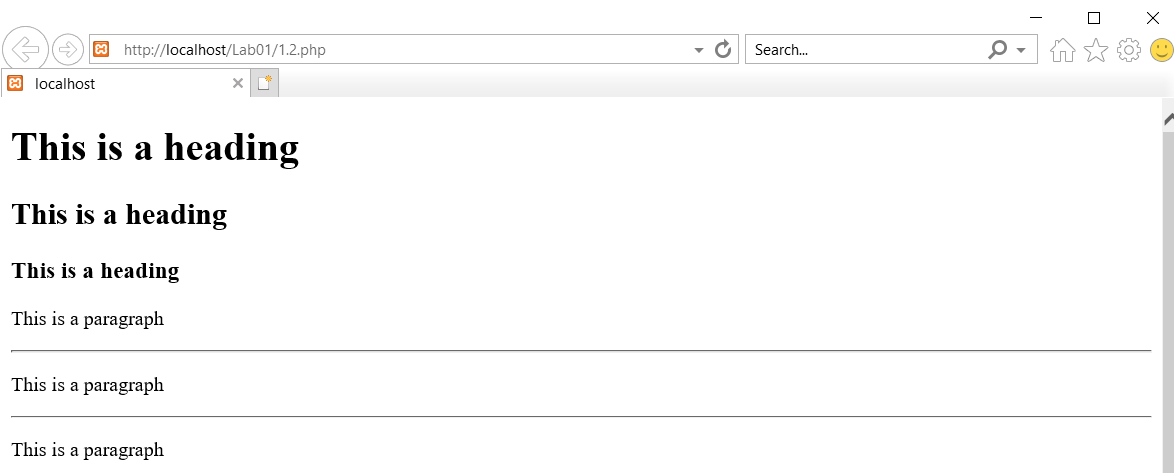 http://localhost/Lab01/1.2.php
Search...
localhost
This is a heading
This is a heading
This is a heading
This is a paragraph
This is a paragraph
This is a paragraph